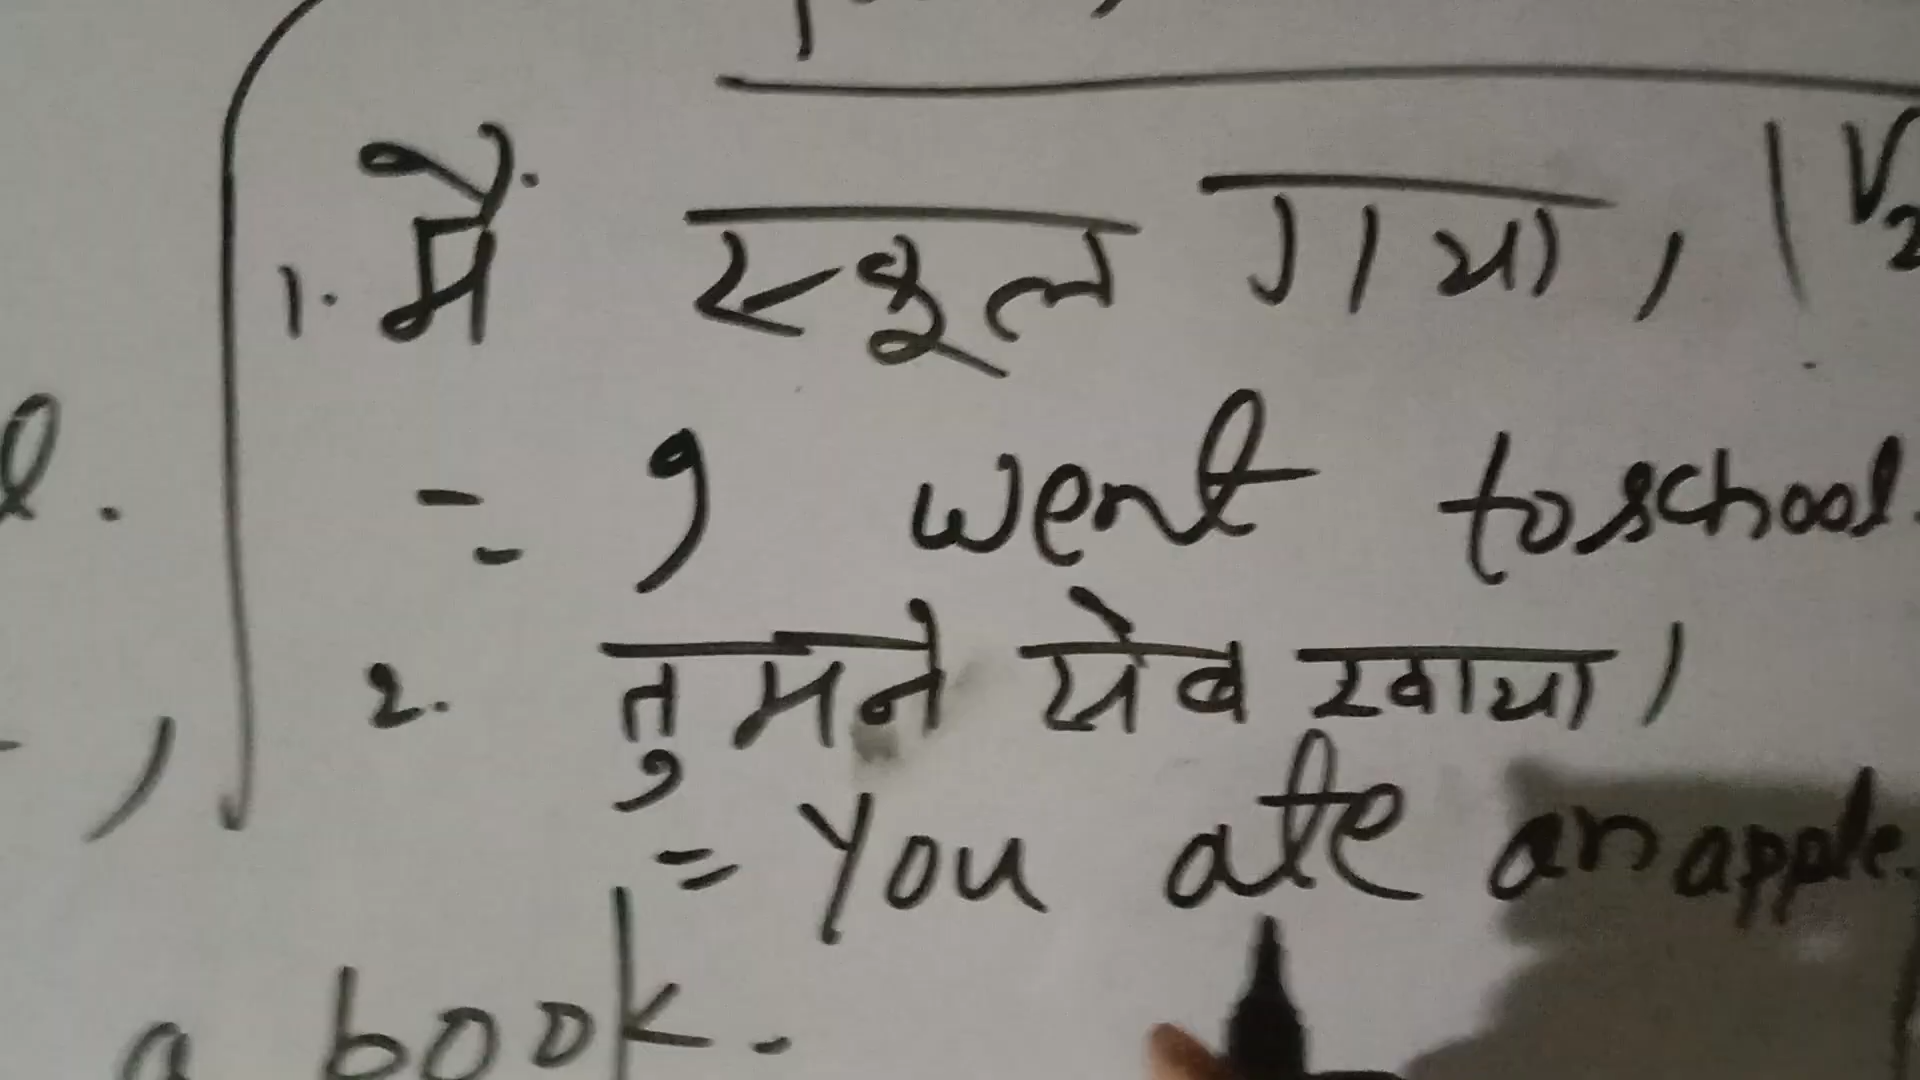 1. मैं स्कूल गया, | V2
= I went to school.
2. तुमने सेब खाया।
= You ate an apple.
a book.